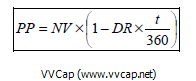 PP = NV × (1 − DR × t/360)
VVCap (www.vvcap.net)